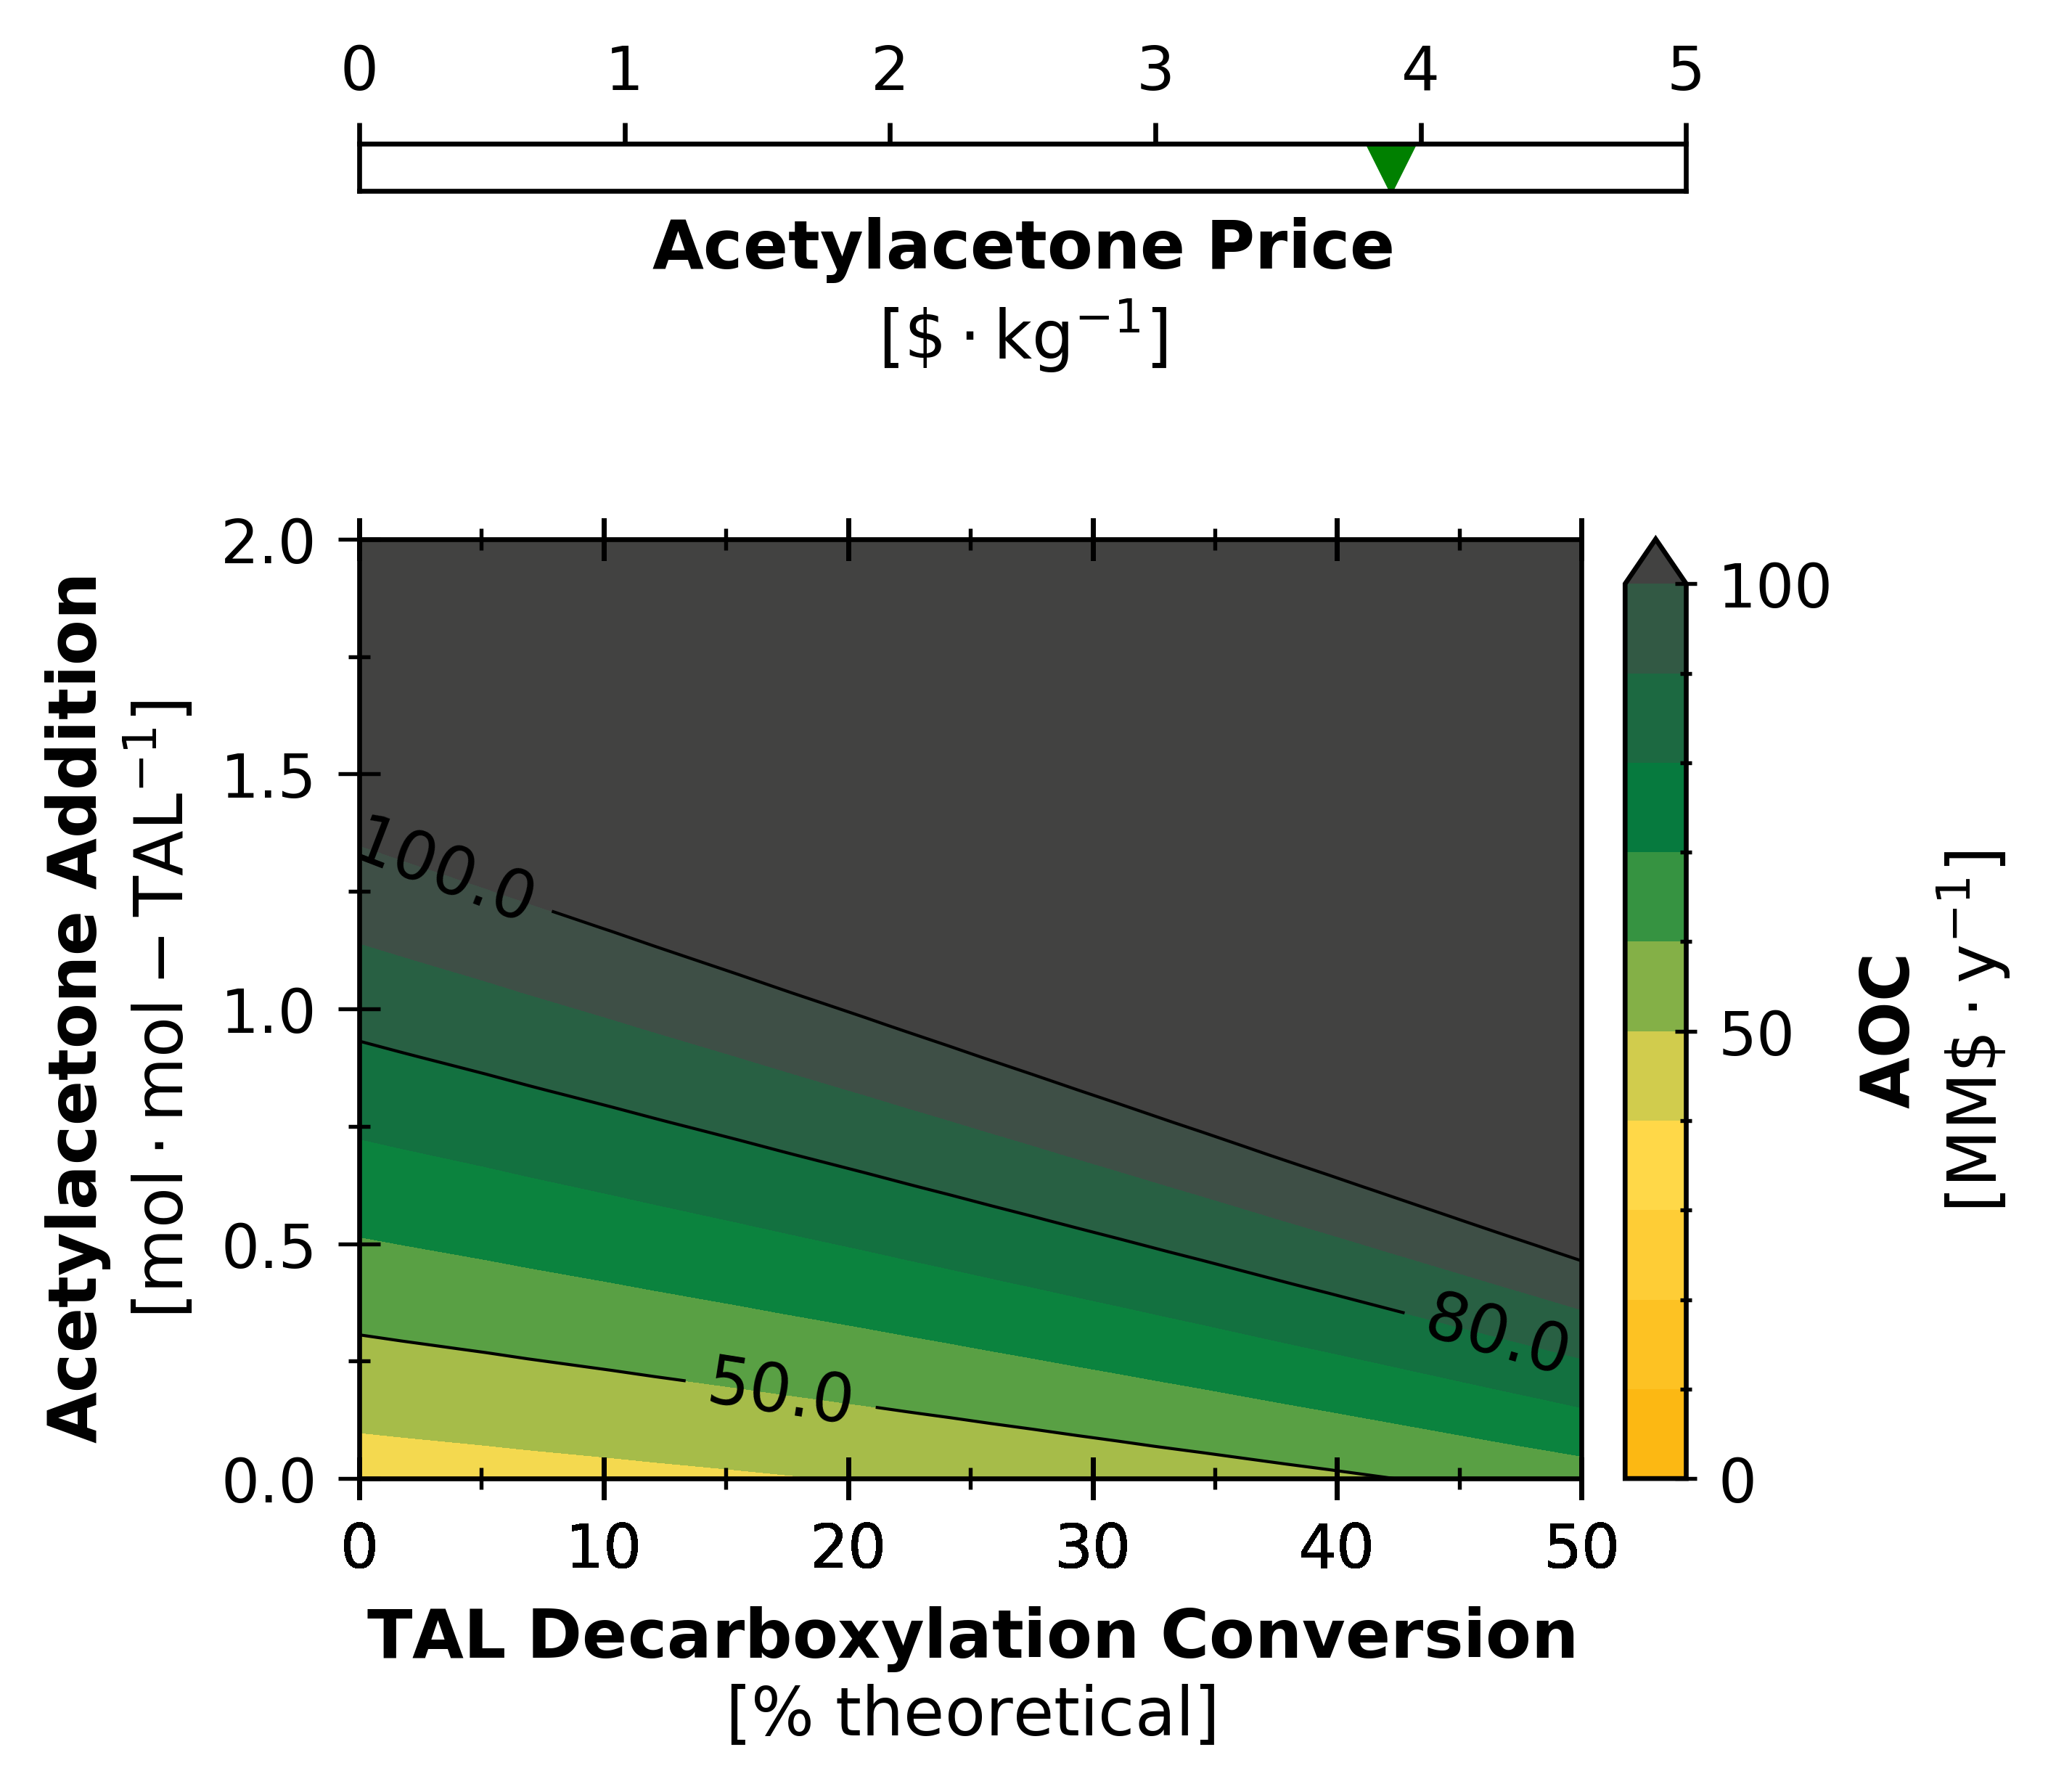 0 1 2 3 4 5
Acetylacetone Price
[$ · kg⁻¹]
Acetylacetone Addition
[mol · mol − TAL⁻¹]
2.0
1.5
1.0
0.5
0.0
100.0
80.0
50.0
0 10 20 30 40 50
TAL Decarboxylation Conversion
[% theoretical]
100
50
0
AOC
[MM$ · y⁻¹]